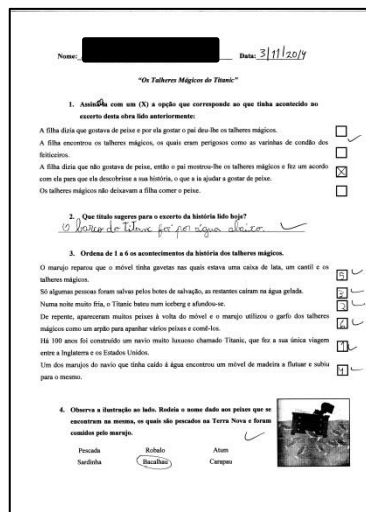 Nome: Data: 3/11/2014
"Os Talheres Mágicos do Titanic"
1. Assinala com um (X) a opção que corresponde ao que tinha acontecido ao
excerto desta obra lido anteriormente:
A filha dizia que gostava de peixe e por ela gostar o pai deu-lhe os talheres mágicos.
A filha encontrou os talheres mágicos, os quais eram perigosos como as varinhas de condão dos
feiticeiros.
A filha dizia que não gostava de peixe, então o pai mostrou-lhe os talheres mágicos e fez um acordo
com ela para que ela descobrisse a sua história, o que a ia ajudar a gostar de peixe. X
Os talheres mágicos não deixavam a filha comer o peixe.
2. Que título sugeres para o excerto da história lido hoje?
O barco do titanic foi por água abaixo.
3. Ordena de 1 a 6 os acontecimentos da história dos talheres mágicos.
O marujo reparou que o móvel tinha gavetas nas quais estava uma caixa de lata, um cantil e os
talheres mágicos. 5
Só algumas pessoas foram salvas pelos botes de salvação, as restantes caíram na água gelada. 3
Numa noite muito fria, o Titanic bateu num iceberg e afundou-se. 2
De repente, apareceram muitos peixes à volta do móvel e o marujo utilizou o garfo dos talheres
mágicos como um arpão para apanhar vários peixes e comê-los. 6
Há 100 anos foi construído um navio muito luxuoso chamado Titanic, que fez a sua única viagem
entre a Inglaterra e os Estados Unidos. 1
Um dos marujos do navio que tinha caído à água encontrou um móvel de madeira a flutuar e subiu
para o mesmo. 4
4. Observa a ilustração ao lado. Rodeia o nome dado aos peixes que se
encontram na mesma, os quais são pescados na Terra Nova e foram
comidos pelo marujo.
Pescada Robalo Atum
Sardinha Bacalhau Carapau